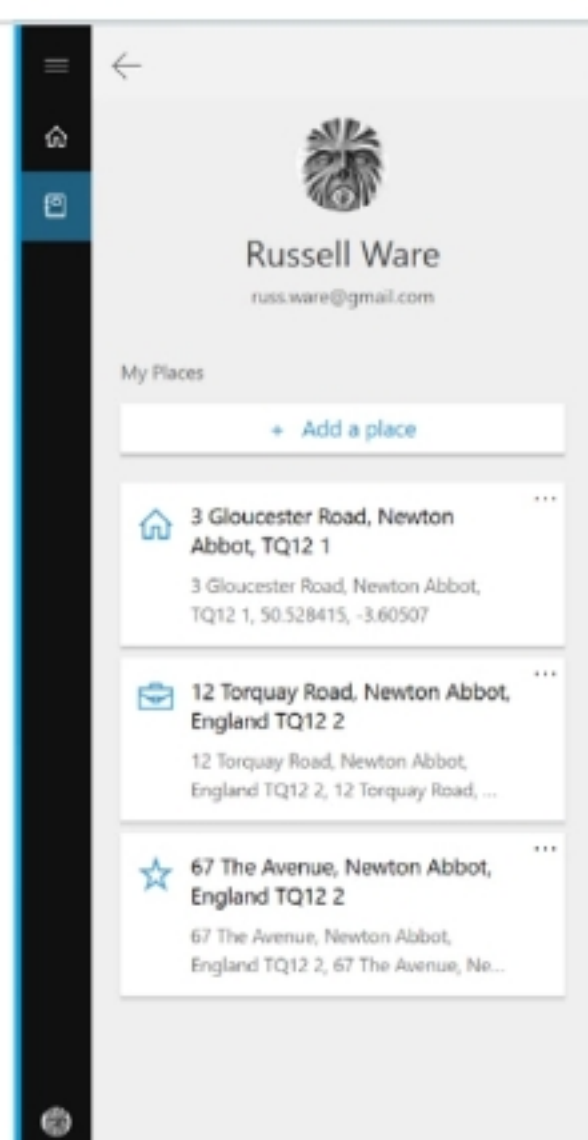 Russell Ware
russ.ware@gmail.com
My Places
+ Add a place
3 Gloucester Road, Newton
Abbot, TQ12 1
3 Gloucester Road, Newton Abbot,
TQ12 1, 50.528415, -3.60507
12 Torquay Road, Newton Abbot,
England TQ12 2
12 Torquay Road, Newton Abbot,
England TQ12 2, 12 Torquay Road, ...
67 The Avenue, Newton Abbot,
England TQ12 2
67 The Avenue, Newton Abbot,
England TQ12 2, 67 The Avenue, Ne...